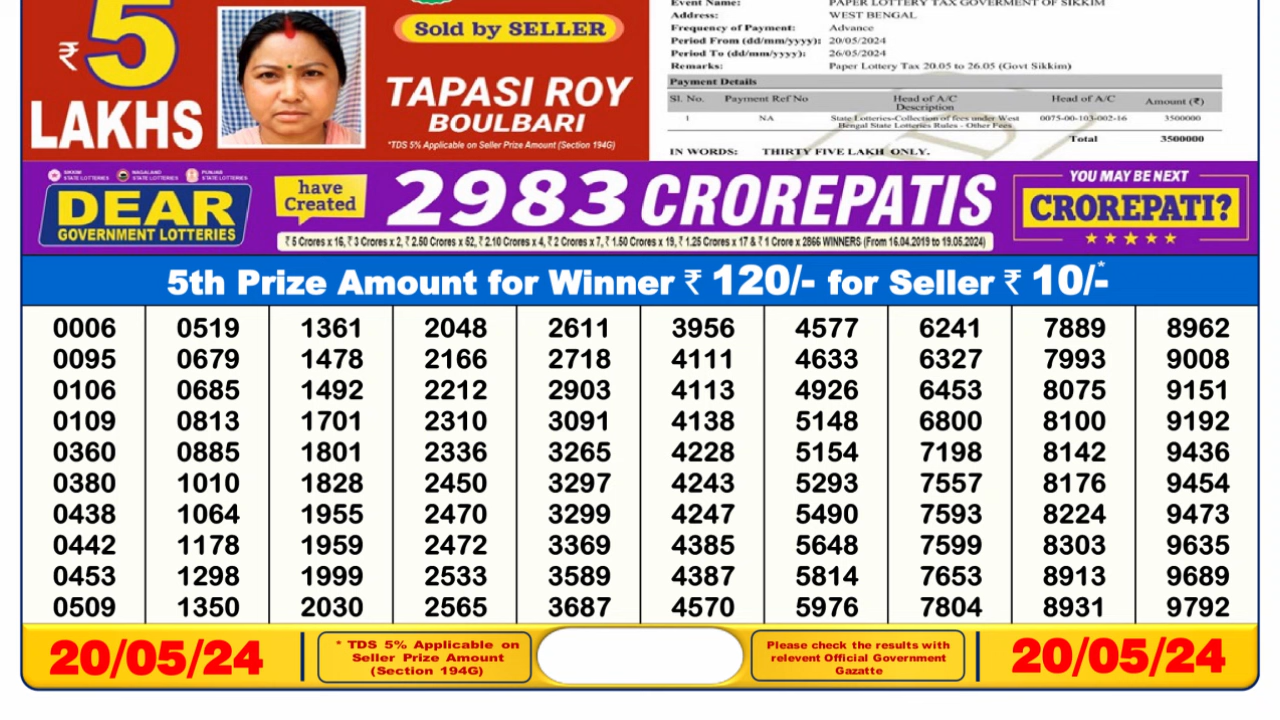 ₹ 5
LAKHS
Sold by SELLER
TAPASI ROY
BOULBARI
*TDS 5% Applicable on Seller Prize Amount (Section 194G)
Event Name: PAPER LOTTERY TAX GOVERMENT OF SIKKIM
Address: WEST BENGAL
Frequency of Payment: Advance
Period From (dd/mm/yyyy): 20/05/2024
Period To (dd/mm/yyyy): 26/05/2024
Remarks: Paper Lottery Tax 20.05 to 26.05 (Govt Sikkim)
Payment Details
Sl. No. Payment Ref No Head of A/C Description Head of A/C Amount (₹)
1 NA State Lotteries-Collection of fees under West 0075-00-103-002-16 3500000
Bengal State Lotteries Rules - Other Fees
Total 3500000
IN WORDS: THIRTY FIVE LAKH ONLY.
SIKKIM STATE LOTTERIES NAGALAND STATE LOTTERIES PUNJAB STATE LOTTERIES
DEAR
GOVERNMENT LOTTERIES
have
Created
2983 CROREPATIS
₹ 5 Crores x 16, ₹ 3 Crores x 2, ₹ 2.50 Crores x 52, ₹ 2.10 Crores x 4, ₹ 2 Crores x 7, ₹ 1.50 Crores x 19, ₹ 1.25 Crores x 17 & ₹ 1 Crore x 2866 WINNERS (From 16.04.2019 to 19.05.2024)
YOU MAY BE NEXT
CROREPATI?
5th Prize Amount for Winner ₹ 120/- for Seller ₹ 10/-*
0006 0519 1361 2048 2611 3956 4577 6241 7889 8962
0095 0679 1478 2166 2718 4111 4633 6327 7993 9008
0106 0685 1492 2212 2903 4113 4926 6453 8075 9151
0109 0813 1701 2310 3091 4138 5148 6800 8100 9192
0360 0885 1801 2336 3265 4228 5154 7198 8142 9436
0380 1010 1828 2450 3297 4243 5293 7557 8176 9454
0438 1064 1955 2470 3299 4247 5490 7593 8224 9473
0442 1178 1959 2472 3369 4385 5648 7599 8303 9635
0453 1298 1999 2533 3589 4387 5814 7653 8913 9689
0509 1350 2030 2565 3687 4570 5976 7804 8931 9792
20/05/24
* TDS 5% Applicable on
Seller Prize Amount
(Section 194G)
Please check the results with
relevent Official Government
Gazatte
20/05/24